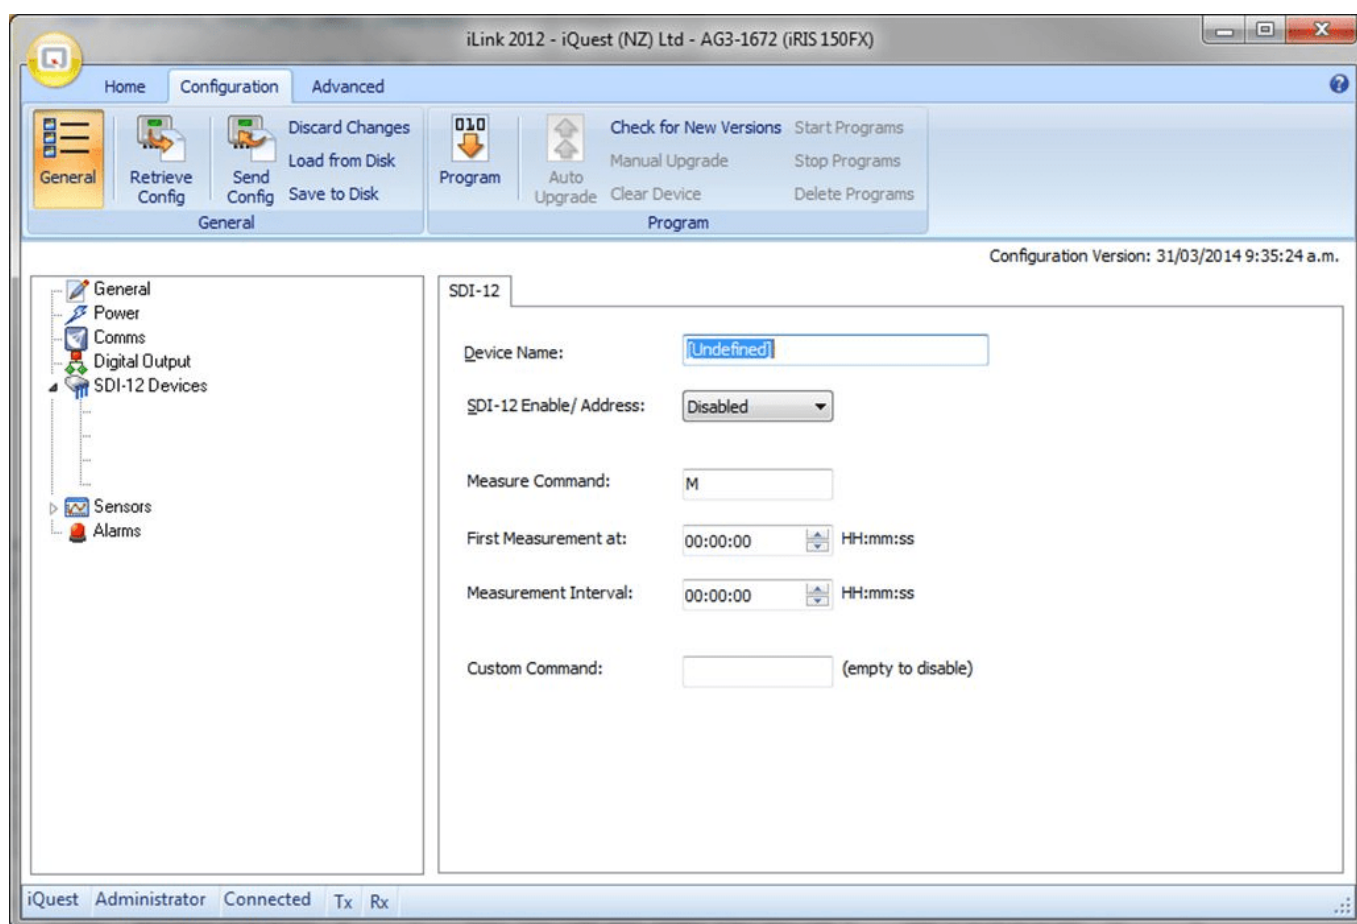 iLink 2012 - iQuest (NZ) Ltd - AG3-1672 (iRIS 150FX)
Home Configuration Advanced
General
Retrieve Config
Send Config
Discard Changes
Load from Disk
Save to Disk
General
010
Program
Auto Upgrade
Check for New Versions
Manual Upgrade
Clear Device
Start Programs
Stop Programs
Delete Programs
Program
Configuration Version: 31/03/2014 9:35:24 a.m.
General
Power
Comms
Digital Output
SDI-12 Devices
Sensors
Alarms
SDI-12
Device Name: [Undefined]
SDI-12 Enable/ Address: Disabled
Measure Command: M
First Measurement at: 00:00:00 HH:mm:ss
Measurement Interval: 00:00:00 HH:mm:ss
Custom Command: (empty to disable)
iQuest Administrator Connected Tx Rx